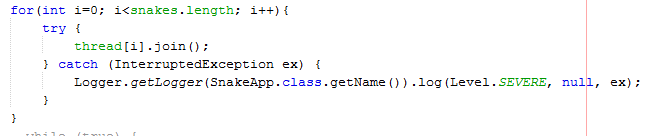 for(int i=0; i<snakes.length; i++){
    try {
        thread[i].join();
    } catch (InterruptedException ex) {
        Logger.getLogger(SnakeApp.class.getName()).log(Level.SEVERE, null, ex);
    }
}
while (true) {